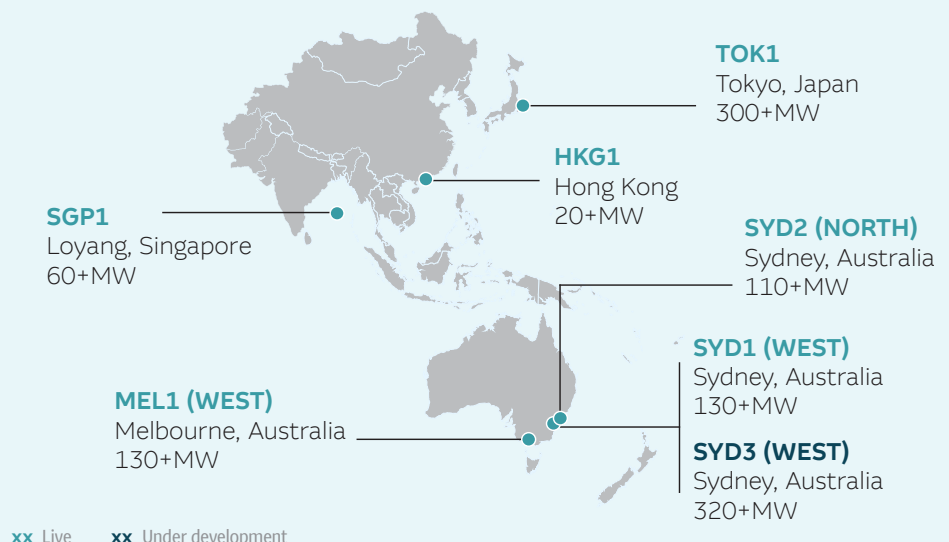 TOK1
Tokyo, Japan
300+MW
HKG1
Hong Kong
20+MW
SGP1
Loyang, Singapore
60+MW
SYD2 (NORTH)
Sydney, Australia
110+MW
SYD1 (WEST)
Sydney, Australia
130+MW
MEL1 (WEST)
Melbourne, Australia
130+MW
SYD3 (WEST)
Sydney, Australia
320+MW
xx Live xx Under development